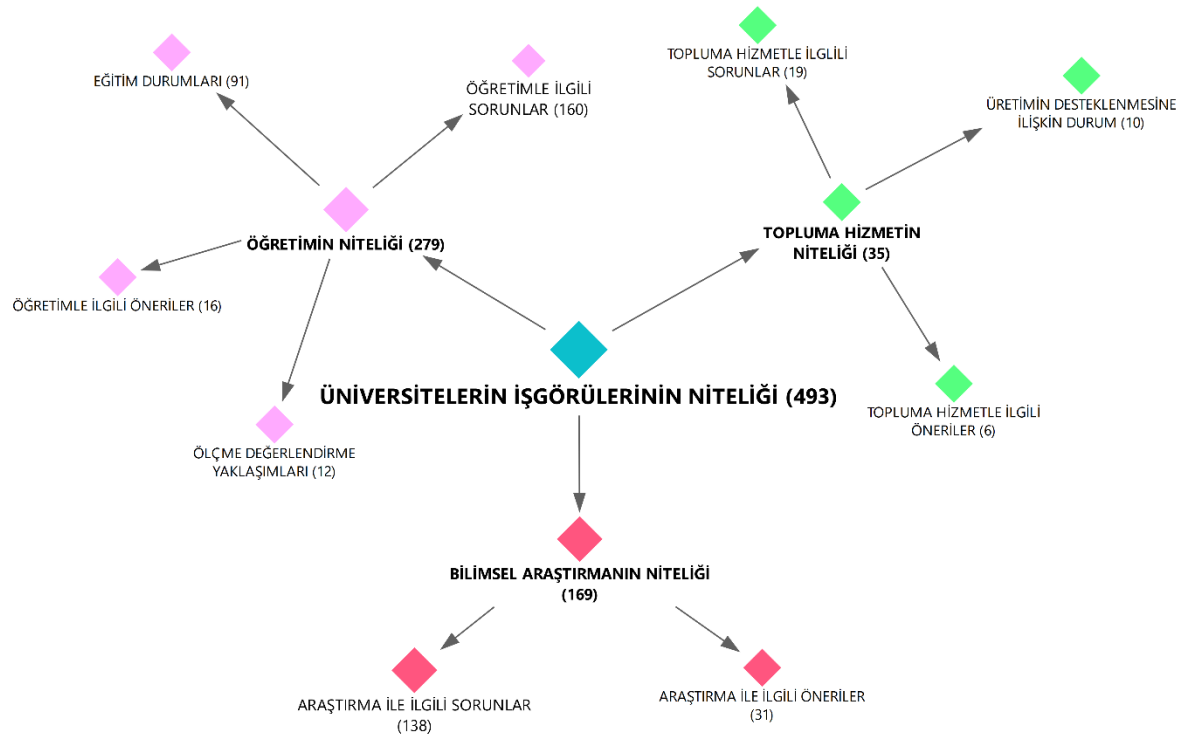 TOPLUMA HİZMETLE İLGLİLİ
SORUNLAR (19)
EĞİTİM DURUMLARI (91)
ÖĞRETİMLE İLGİLİ
SORUNLAR (160)
ÜRETİMİN DESTEKLENMESİNE
İLİŞKİN DURUM (10)
ÖĞRETİMİN NİTELİĞİ (279)
TOPLUMA HİZMETİN
NİTELİĞİ (35)
ÖĞRETİMLE İLGİLİ ÖNERİLER (16)
ÜNİVERSİTELERİN İŞGÖRÜLERİNİN NİTELİĞİ (493)
TOPLUMA HİZMETLE İLGİLİ
ÖNERİLER (6)
ÖLÇME DEĞERLENDİRME
YAKLAŞIMLARI (12)
BİLİMSEL ARAŞTIRMANIN NİTELİĞİ
(169)
ARAŞTIRMA İLE İLGİLİ SORUNLAR
(138)
ARAŞTIRMA İLE İLGİLİ ÖNERİLER
(31)